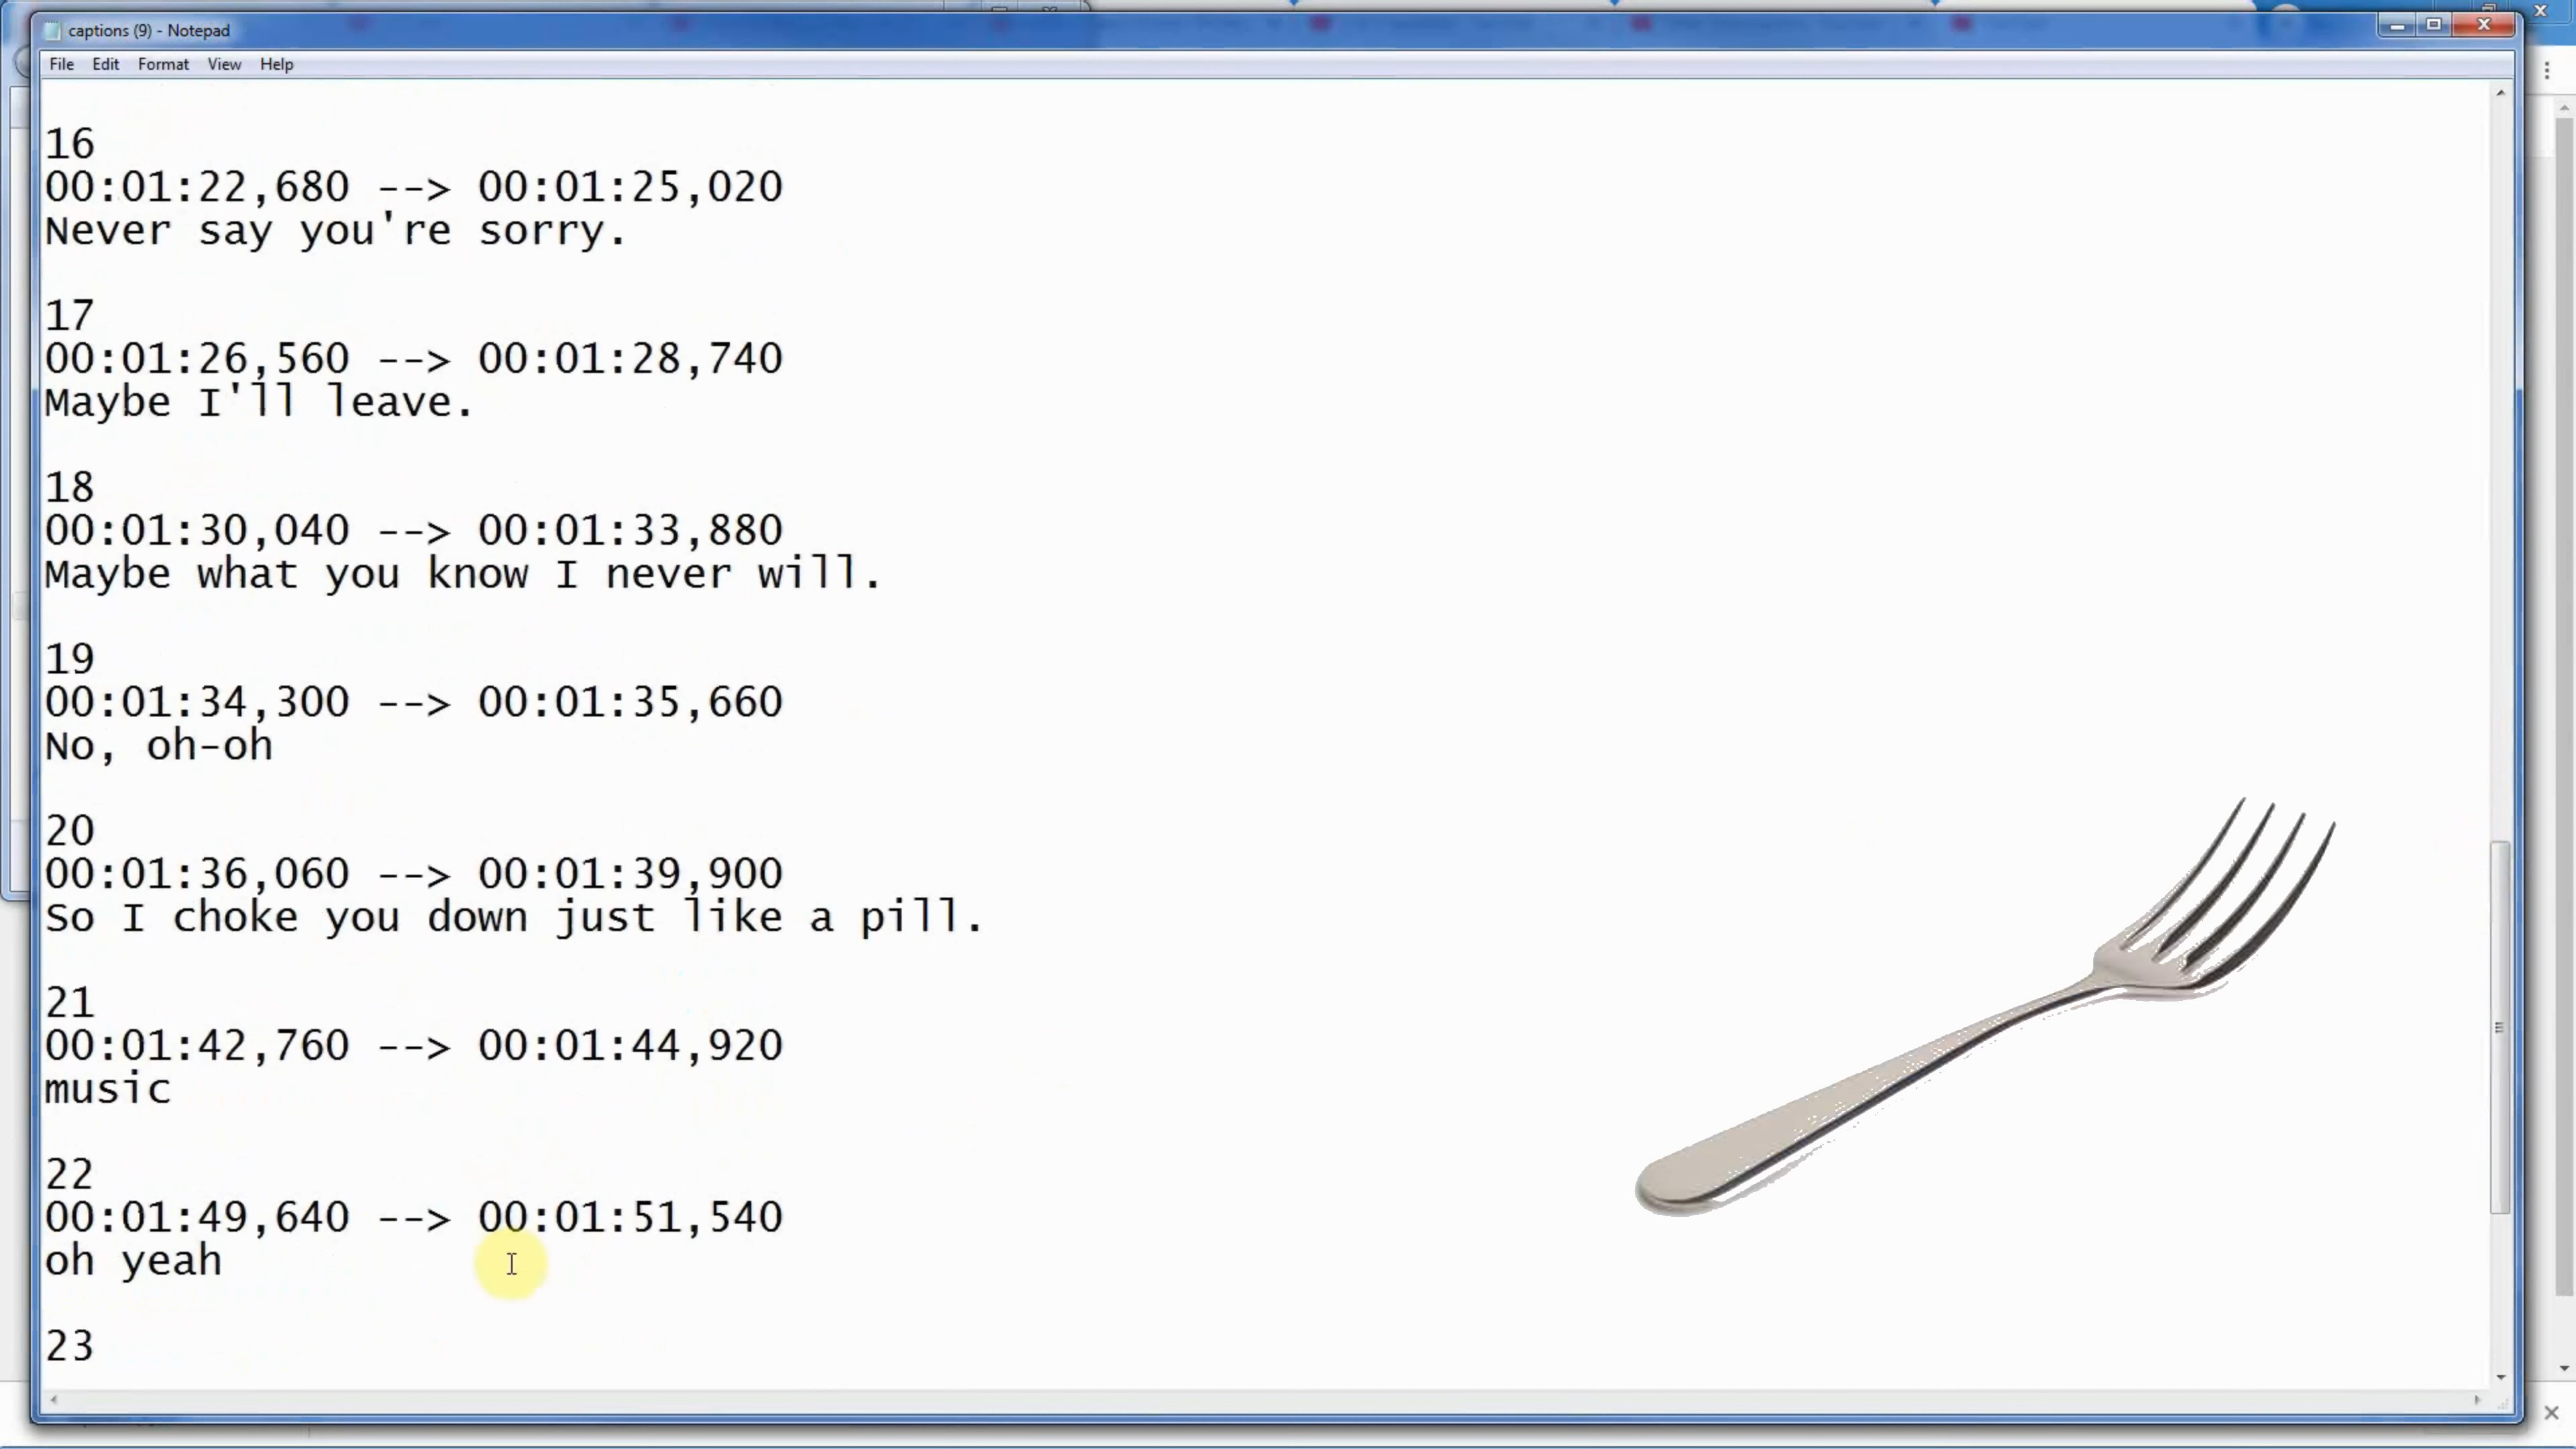 captions (9) - Notepad
File Edit Format View Help
16
00:01:22,680 --> 00:01:25,020
Never say you're sorry.
17
00:01:26,560 --> 00:01:28,740
Maybe I'll leave.
18
00:01:30,040 --> 00:01:33,880
Maybe what you know I never will.
19
00:01:34,300 --> 00:01:35,660
No, oh-oh
20
00:01:36,060 --> 00:01:39,900
So I choke you down just like a pill.
21
00:01:42,760 --> 00:01:44,920
music
22
00:01:49,640 --> 00:01:51,540
oh yeah
23